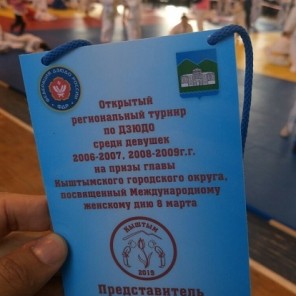 Открытый
региональный турнир
по ДЗЮДО
среди девушек
2006-2007, 2008-2009г.г.
на призы главы
Кыштымского городского округа,
посвященный Международному
женскому дню 8 марта
КЫШТЫМ
2019
Представитель